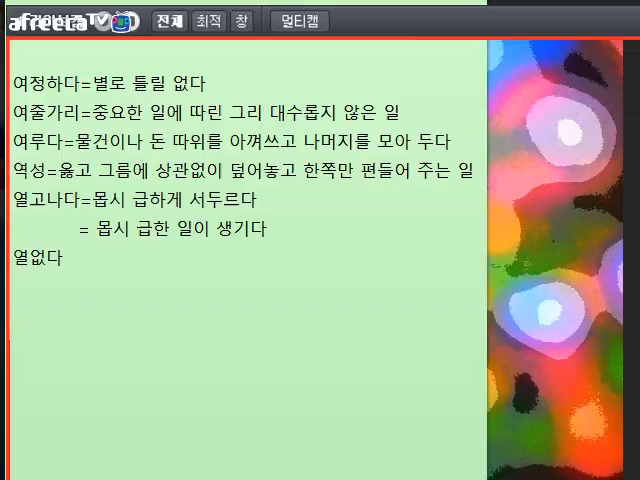 afreeca TV
전체 최적 창 멀티캠
여정하다=별로 틀릴 없다
여줄가리=중요한 일에 따린 그리 대수롭지 않은 일
여루다=물건이나 돈 따위를 아껴쓰고 나머지를 모아 두다
역성=옳고 그름에 상관없이 덮어놓고 한쪽만 편들어 주는 일
열고나다=몹시 급하게 서두르다
= 몹시 급한 일이 생기다
열없다